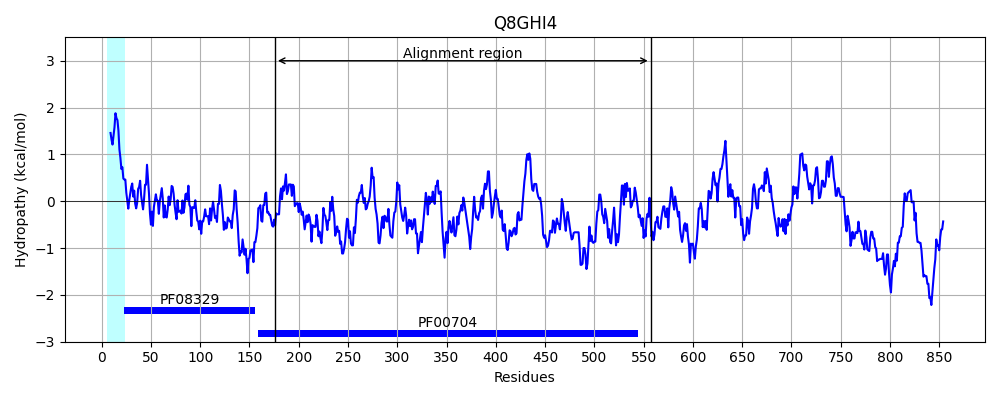 Q8GHI4
Alignment region
Hydropathy (kcal/mol)
3
2
1
0
−1
−2
−3
PF08329
PF00704
0 50 100 150 200 250 300 350 400 450 500 550 600 650 700 750 800 850
Residues